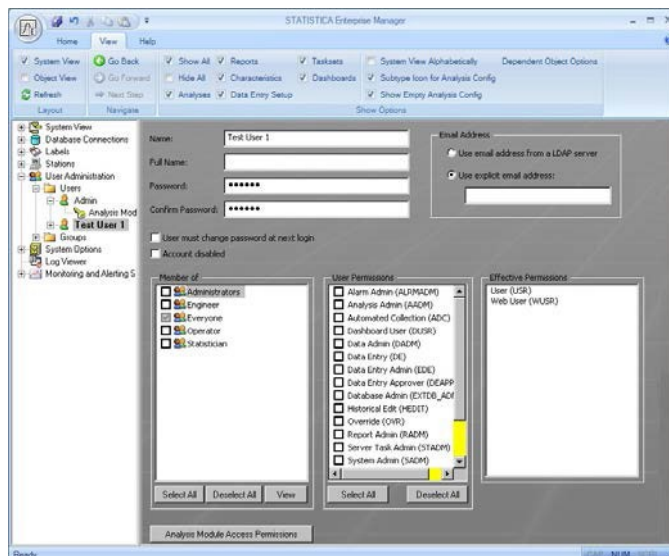 STATISTICA Enterprise Manager
Home View Help
System View
Object View
Refresh
Layout
Go Back
Go Forward
Next Step
Navigate
Show All Reports Tasksets System View Alphabetically Dependent Object Options
Hide All Characteristics Dashboards Subtype Icon for Analysis Config
Analyses Data Entry Setup Show Empty Analysis Config
Show Options
System View
Database Connections
Labels
Stations
User Administration
Users
Admin
Analysis Mod
Test User 1
Groups
System Options
Log Viewer
Monitoring and Alerting S
Name: Test User 1
Full Name:
Password: ••••••
Confirm Password: ••••••
User must change password at next login
Account disabled
Email Address
Use email address from a LDAP server
Use explicit email address:
Member of
Administrators
Engineer
Everyone
Operator
Statistician
Select All Deselect All View
User Permissions
Alarm Admin (ALRMADM)
Analysis Admin (AADM)
Automated Collection (ADC)
Dashboard User (DUSR)
Data Admin (DADM)
Data Entry (DE)
Data Entry Admin (EDE)
Data Entry Approver (DEAPP
Database Admin (EXTDB_ADM
Historical Edit (HEDIT)
Override (OVR)
Report Admin (RADM)
Server Task Admin (STADM)
System Admin (SADM)
Select All Deselect All
Effective Permissions
User (USR)
Web User (WUSR)
Analysis Module Access Permissions
Ready
CAP NUM